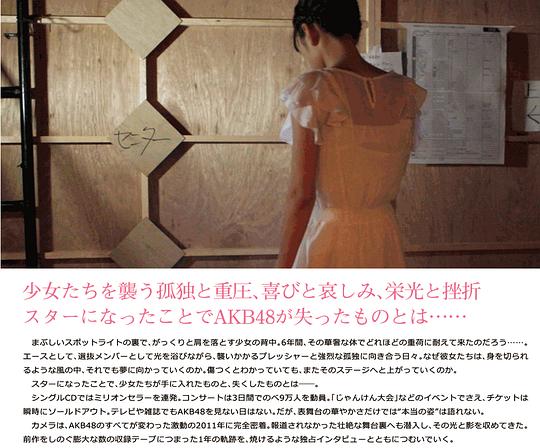 センター
少女たちを襲う孤独と重圧、喜びと哀しみ、栄光と挫折
スターになったことでAKB48が失ったものとは……
まぶしいスポットライトの裏で、がっくりと肩を落とす少女の背中。6年間、その華奢な体でどれほどの重荷に耐えて来たのだろう……。
エースとして、選抜メンバーとして光を浴びながら、襲いかかるプレッシャーと強烈な孤独に向き合う日々。なぜ彼女たちは、身を切られ
るような風の中、それでも夢に向かっていくのか。傷つくとわかっていても、またそのステージへと上がっていくのか。
スターになったことで、少女たちが手に入れたものと、失くしたものとは――。
シングルCDではミリオンセラーを連発。コンサートは3日間でのべ9万人を動員。「じゃんけん大会」などのイベントでさえ、チケットは
瞬時にソールドアウト。テレビや雑誌でもAKB48を見ない日はない。だが、表舞台の華やかさだけでは“本当の姿”は語れない。
カメラは、AKB48のすべてが変わった激動の2011年に完全密着。報道されなかった壮絶な舞台裏へも潜入し、その光と影を収めてきた。
前作をしのぐ膨大な数の収録テープにつまった1年の軌跡を、焼けるような独占インタビューとともにつむいでいく。